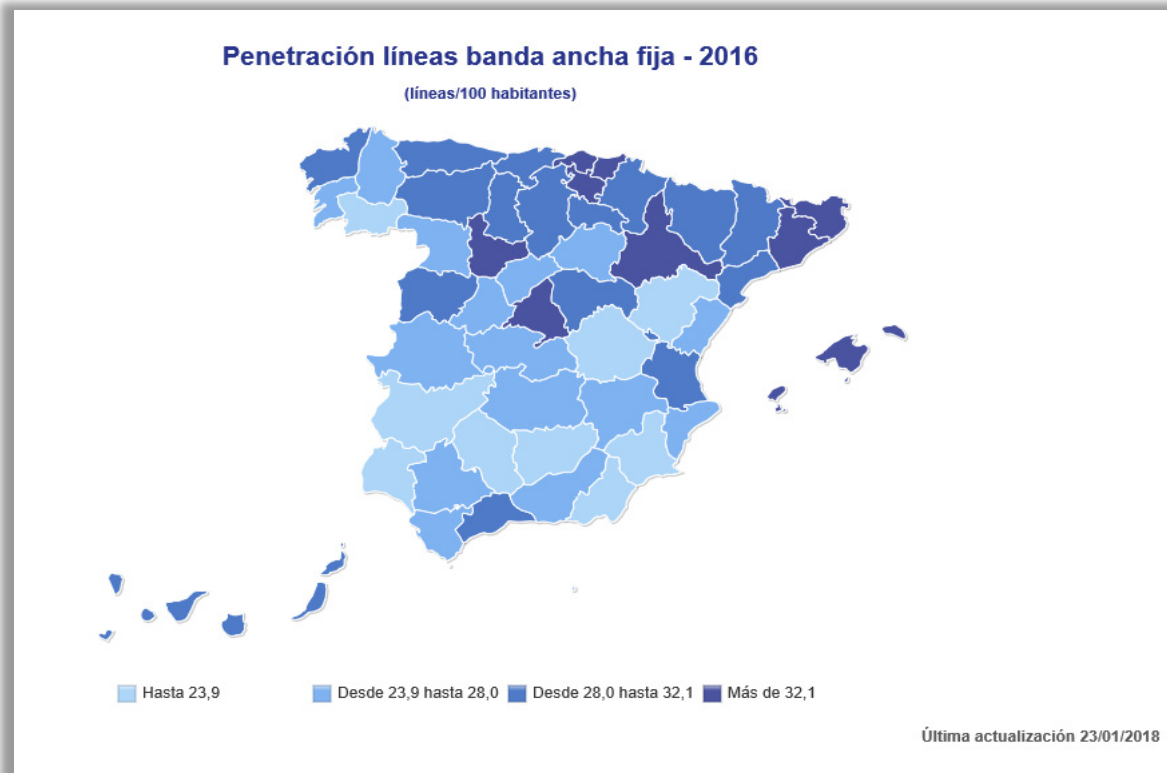 Penetración líneas banda ancha fija - 2016
(líneas/100 habitantes)
Hasta 23,9
Desde 23,9 hasta 28,0
Desde 28,0 hasta 32,1
Más de 32,1
Última actualización 23/01/2018